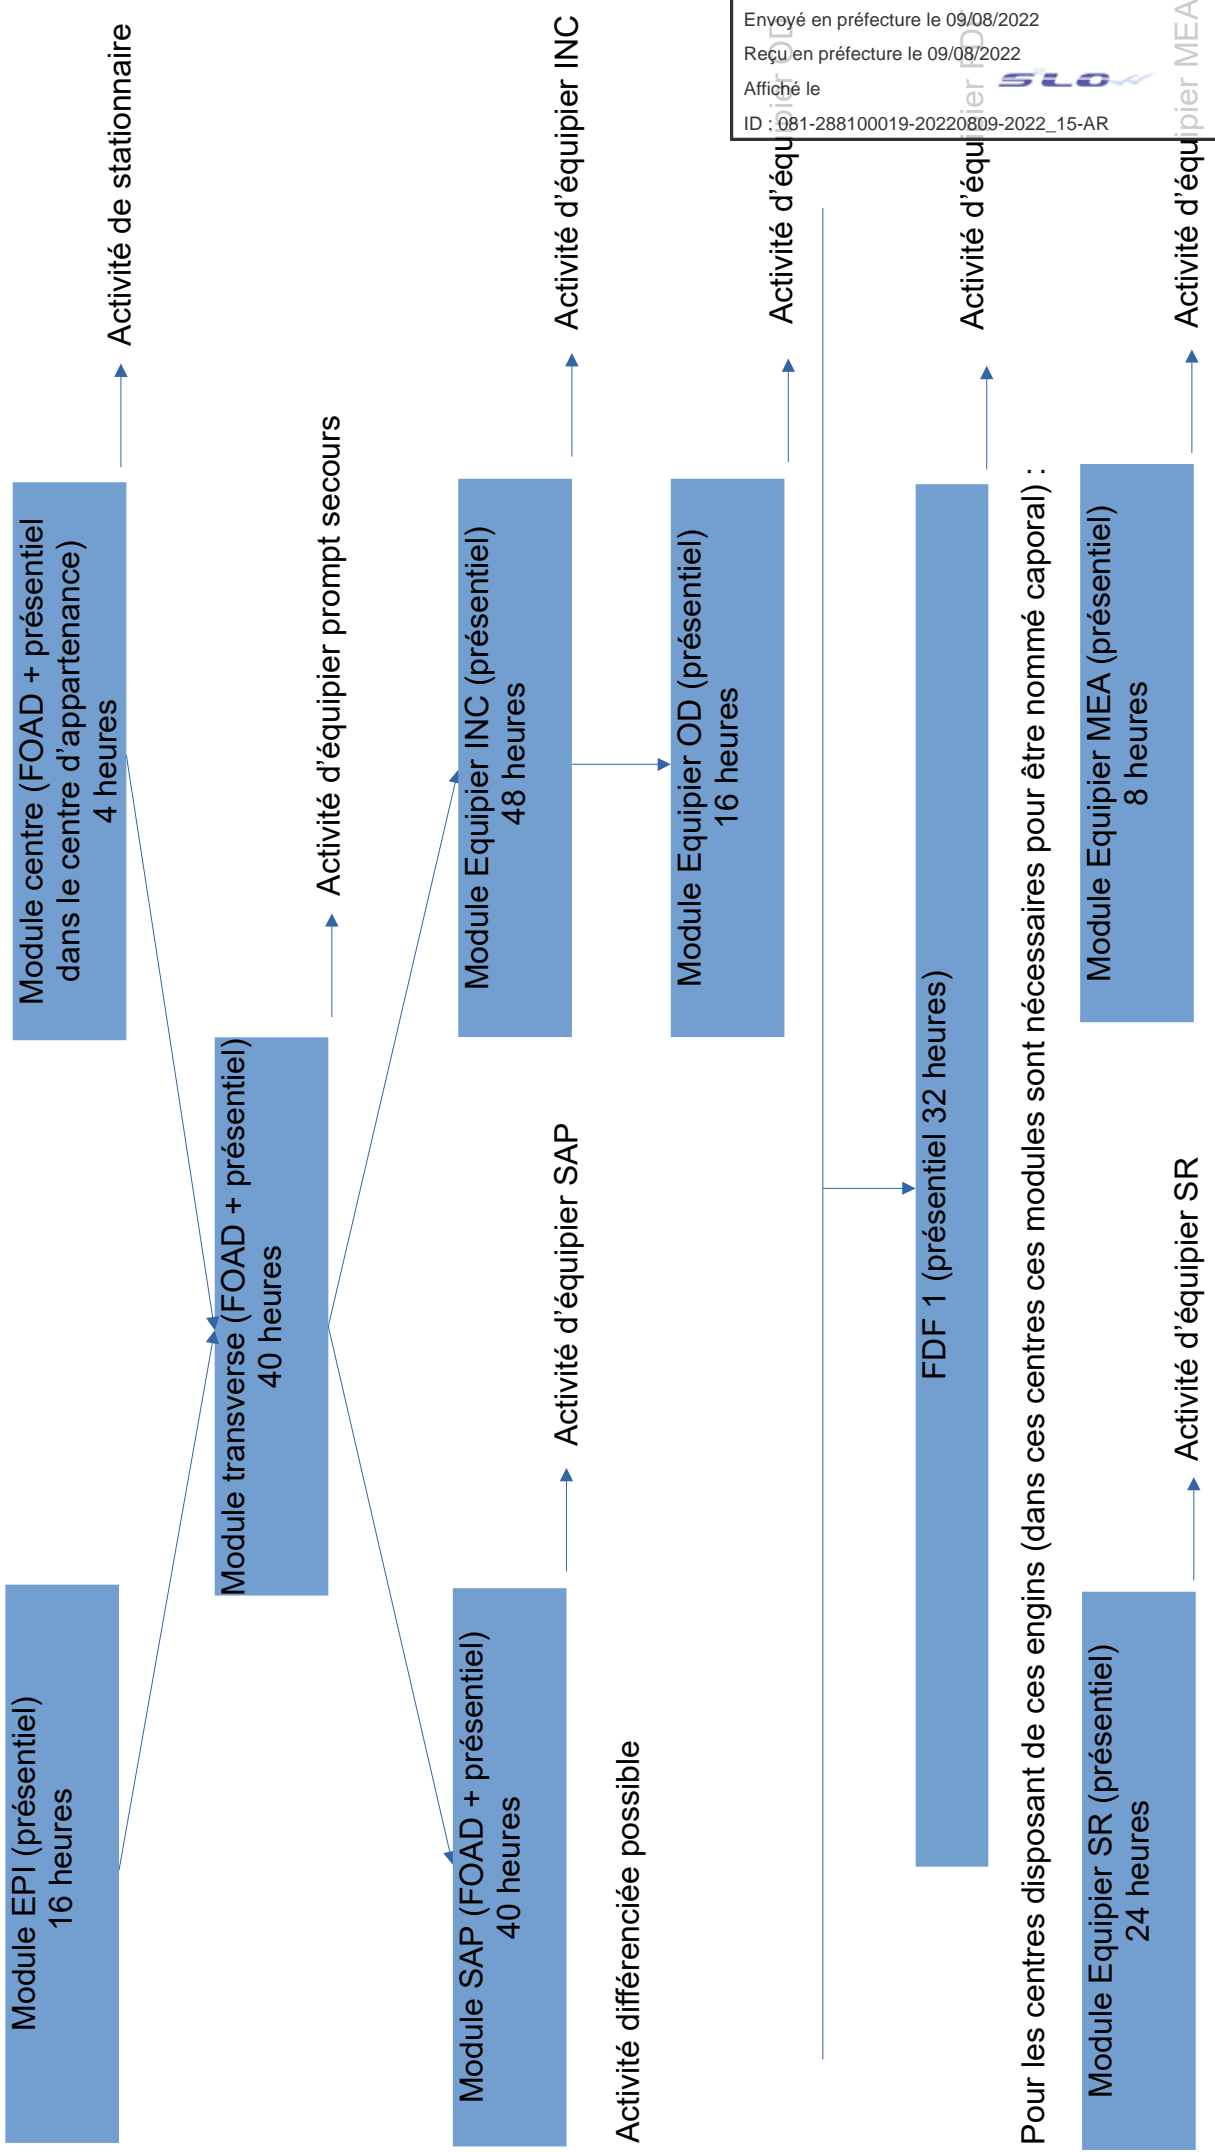 Module EPI (présentiel)
16 heures
Module centre (FOAD + présentiel
dans le centre d'appartenance)
4 heures
Activité de stationnaire
Module transverse (FOAD + présentiel)
40 heures
Activité d'équipier prompt secours
Module SAP (FOAD + présentiel)
40 heures
Activité d'équipier SAP
Module Equipier INC (présentiel)
48 heures
Activité d'équipier INC
Activité différenciée possible
Module Equipier OD (présentiel)
16 heures
Activité d'équipier OD
FDF 1 (présentiel 32 heures)
Activité d'équipier FDF
Pour les centres disposant de ces engins (dans ces centres ces modules sont nécessaires pour être nommé caporal) :
Module Equipier SR (présentiel)
24 heures
Activité d'équipier SR
Module Equipier MEA (présentiel)
8 heures
Activité d'équipier MEA
Envoyé en préfecture le 09/08/2022
Reçu en préfecture le 09/08/2022
Affiché le
S²LO
ID : 081-288100019-20220809-2022_15-AR